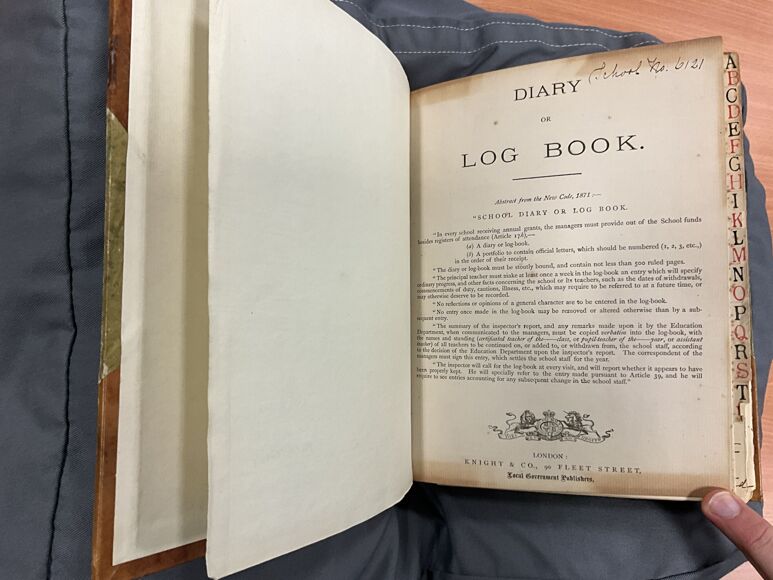 (School No. 6121
DIARY
OR
LOG BOOK.
Abstract from the New Code, 1871:—
"SCHOOL DIARY OR LOG BOOK.
"In every school receiving annual grants, the managers must provide out of the School funds
besides registers of attendance (Article 17h),—
(a) A diary or log-book.
(b) A portfolio to contain official letters, which should be numbered (1, 2, 3, etc.,)
in the order of their receipt.
"The diary or log-book must be stoutly bound, and contain not less than 500 ruled pages.
"The principal teacher must make at least once a week in the log-book an entry which will specify
ordinary progress, and other facts concerning the school or its teachers, such as the dates of withdrawals,
commencements of duty, cautions, illness, etc., which may require to be referred to at a future time, or
may otherwise deserve to be recorded.
"No reflections or opinions of a general character are to be entered in the log-book.
"No entry once made in the log-book may be removed or altered otherwise than by a sub-
sequent entry.
"The summary of the inspector's report, and any remarks made upon it by the Education
Department, when communicated to the managers, must be copied verbatim into the log-book, with
the names and standing (certificated teacher of the——class, or pupil-teacher of the——year, or assistant
teacher) of all teachers to be continued on, or added to, or withdrawn from, the school staff, according
to the decision of the Education Department upon the inspector's report. The correspondent of the
managers must sign this entry, which settles the school staff for the year.
"The inspector will call for the log-book at every visit, and will report whether it appears to have
been properly kept. He will specially refer to the entry made pursuant to Article 39, and he will
require to see entries accounting for any subsequent change in the school staff."
LONDON:
KNIGHT & CO., 90 FLEET STREET,
Local Government Publishers.
A
B
C
D
E
F
G
H
I
K
L
M
N
O
P
Q
R
S
T